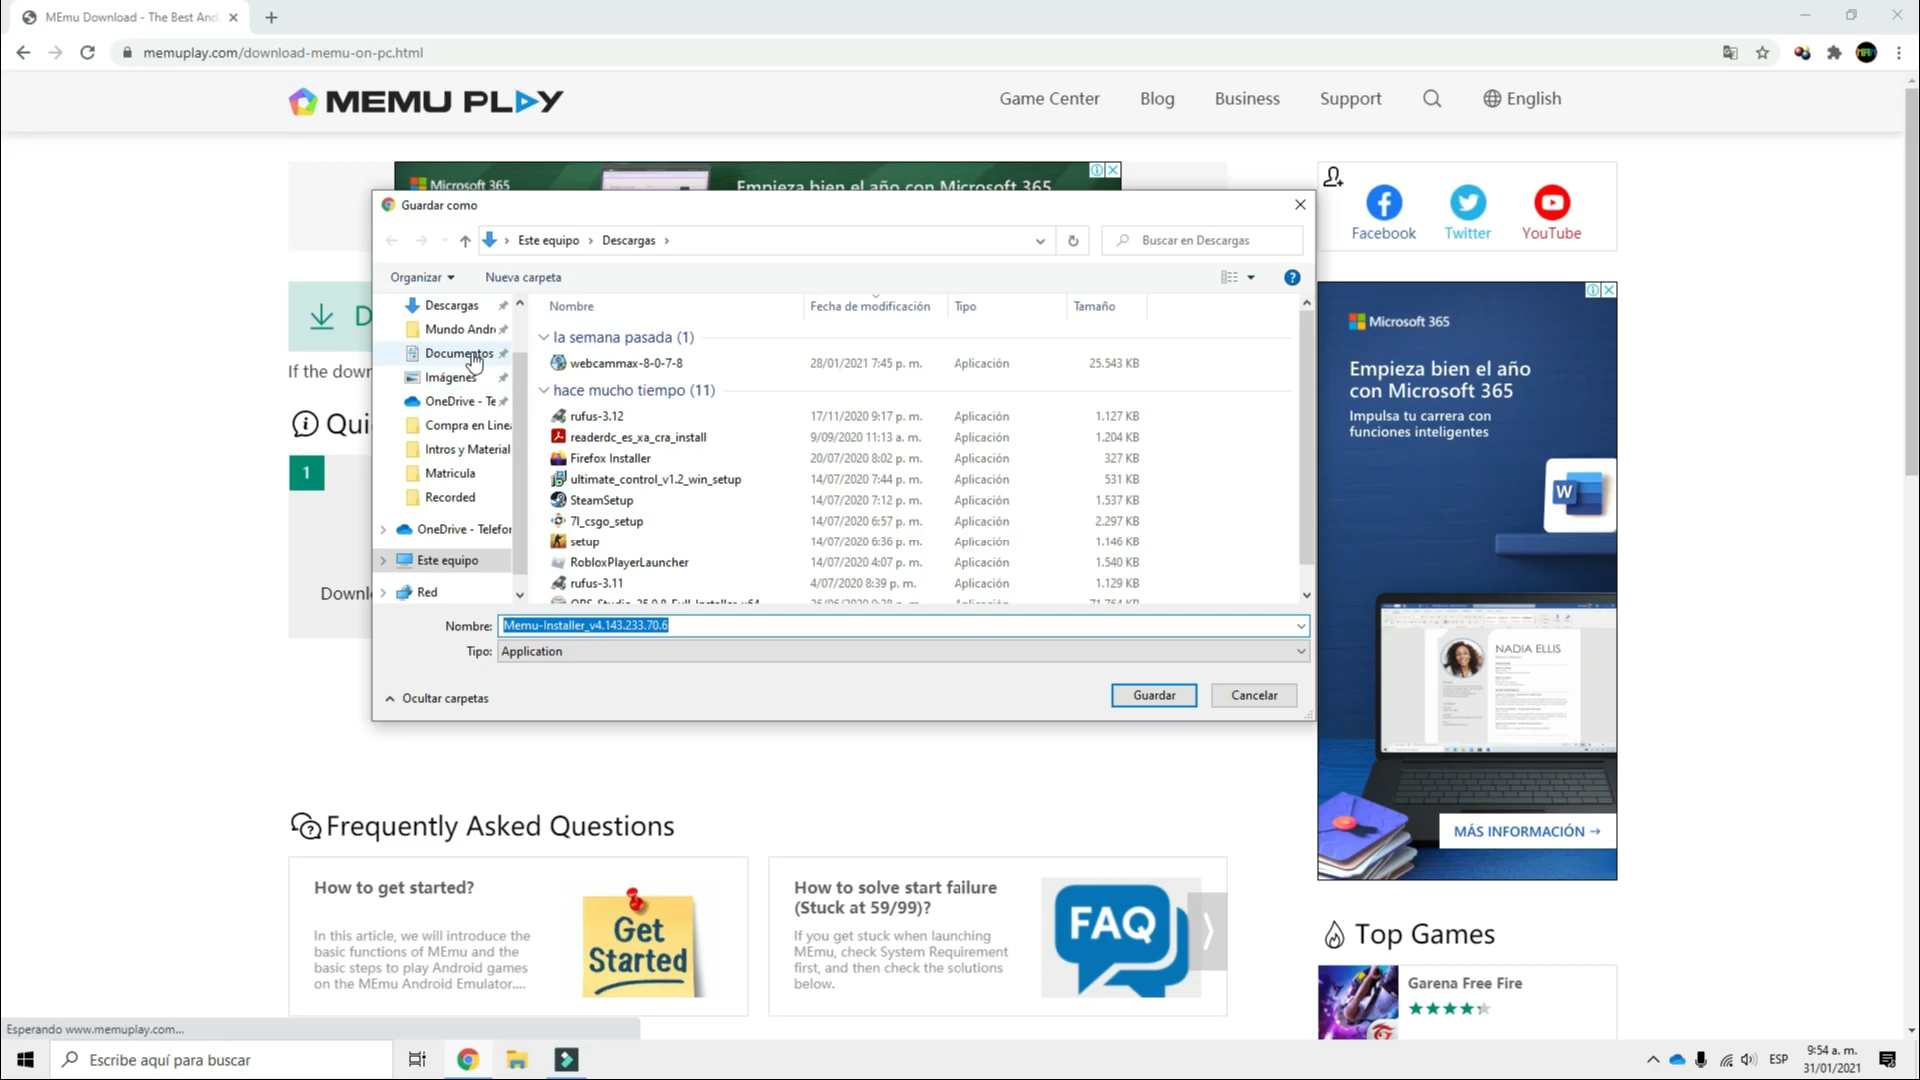 MEmu Download - The Best And
memuplay.com/download-memu-on-pc.html
MEMU PLAY
Game Center
Blog
Business
Support
English
Microsoft 365
Empieza bien el año con Microsoft 365
Facebook
Twitter
YouTube
Guardar como
Este equipo
Descargas
Buscar en Descargas
Organizar
Nueva carpeta
Descargas
Mundo Andr
Documentos
Imágenes
OneDrive - Te
Compra en Line
Intros y Material
Matricula
Recorded
OneDrive - Telefor
Este equipo
Red
Nombre
Fecha de modificación
Tipo
Tamaño
la semana pasada (1)
webcammax-8-0-7-8 28/01/2021 7:45 p. m. Aplicación 25.543 KB
hace mucho tiempo (11)
rufus-3.12 17/11/2020 9:17 p. m. Aplicación 1.127 KB
readerdc_es_xa_cra_install 9/09/2020 11:13 a. m. Aplicación 1.204 KB
Firefox Installer 20/07/2020 8:02 p. m. Aplicación 327 KB
ultimate_control_v1.2_win_setup 14/07/2020 7:44 p. m. Aplicación 531 KB
SteamSetup 14/07/2020 7:12 p. m. Aplicación 1.537 KB
7l_csgo_setup 14/07/2020 6:57 p. m. Aplicación 2.297 KB
setup 14/07/2020 6:36 p. m. Aplicación 1.146 KB
RobloxPlayerLauncher 14/07/2020 4:07 p. m. Aplicación 1.540 KB
rufus-3.11 4/07/2020 8:39 p. m. Aplicación 1.129 KB
Nombre: Memu-Installer_v4.143.233.70.6
Tipo: Application
Ocultar carpetas
Guardar
Cancelar
D
If the down
Qui
1
Downl
Microsoft 365
Empieza bien el año
con Microsoft 365
Impulsa tu carrera con
funciones inteligentes
W
NADIA ELLIS
MÁS INFORMACIÓN →
Frequently Asked Questions
How to get started?
In this article, we will introduce the
basic functions of MEmu and the
basic steps to play Android games
on the MEmu Android Emulator....
Get
Started
How to solve start failure
(Stuck at 59/99)?
If you get stuck when launching
MEmu, check System Requirement
first, and then check the solutions
below.
FAQ
Top Games
Garena Free Fire
Esperando www.memuplay.com...
Escribe aquí para buscar
ESP
9:54 a. m.
31/01/2021